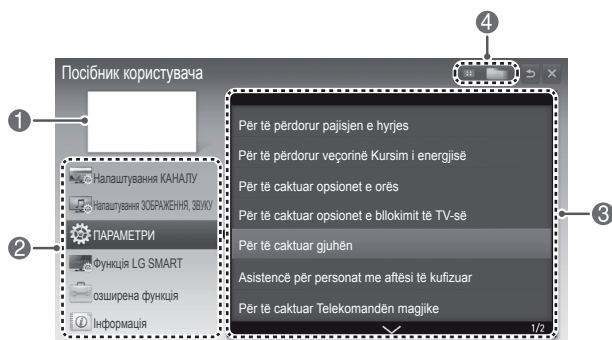 4
Посібник користувача
1
Për të përdorur pajisjen e hyrjes
Për të përdorur veçorinë Kursim i energjisë
Për të caktuar opsionet e orës
Për të caktuar opsionet e bllokimit të TV-së
Për të caktuar gjuhën
Asistencë për personat me aftësi të kufizuar
Për të caktuar Telekomandën magjike
1/2
3
2
Налаштування КАНАЛУ
Налаштування ЗОБРАЖЕННЯ, ЗВУКУ
ПАРАМЕТРИ
Функція LG SMART
озширена функція
Інформація